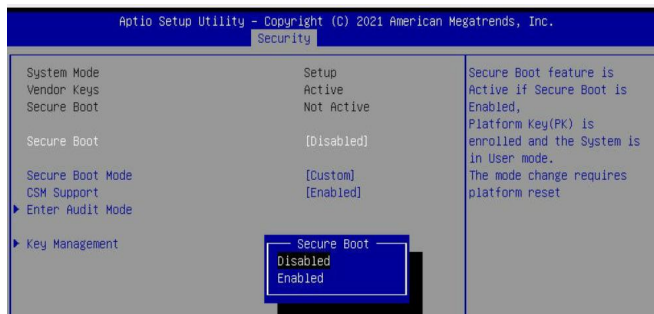 Aptio Setup Utility – Copyright (C) 2021 American Megatrends, Inc.
Security
System Mode Setup
Vendor Keys Active
Secure Boot Not Active
Secure Boot [Disabled]
Secure Boot Mode [Custom]
CSM Support [Enabled]
Enter Audit Mode
Key Management
Secure Boot
Disabled
Enabled
Secure Boot feature is
Active if Secure Boot is
Enabled,
Platform Key(PK) is
enrolled and the System is
in User mode.
The mode change requires
platform reset